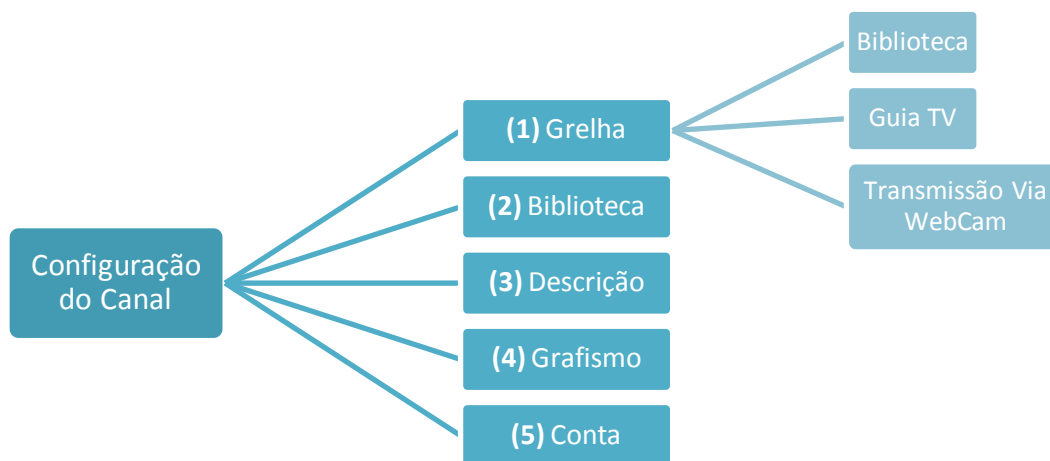 Configuração
do Canal
(1) Grelha
(2) Biblioteca
(3) Descrição
(4) Grafismo
(5) Conta
Biblioteca
Guia TV
Transmissão Via
WebCam